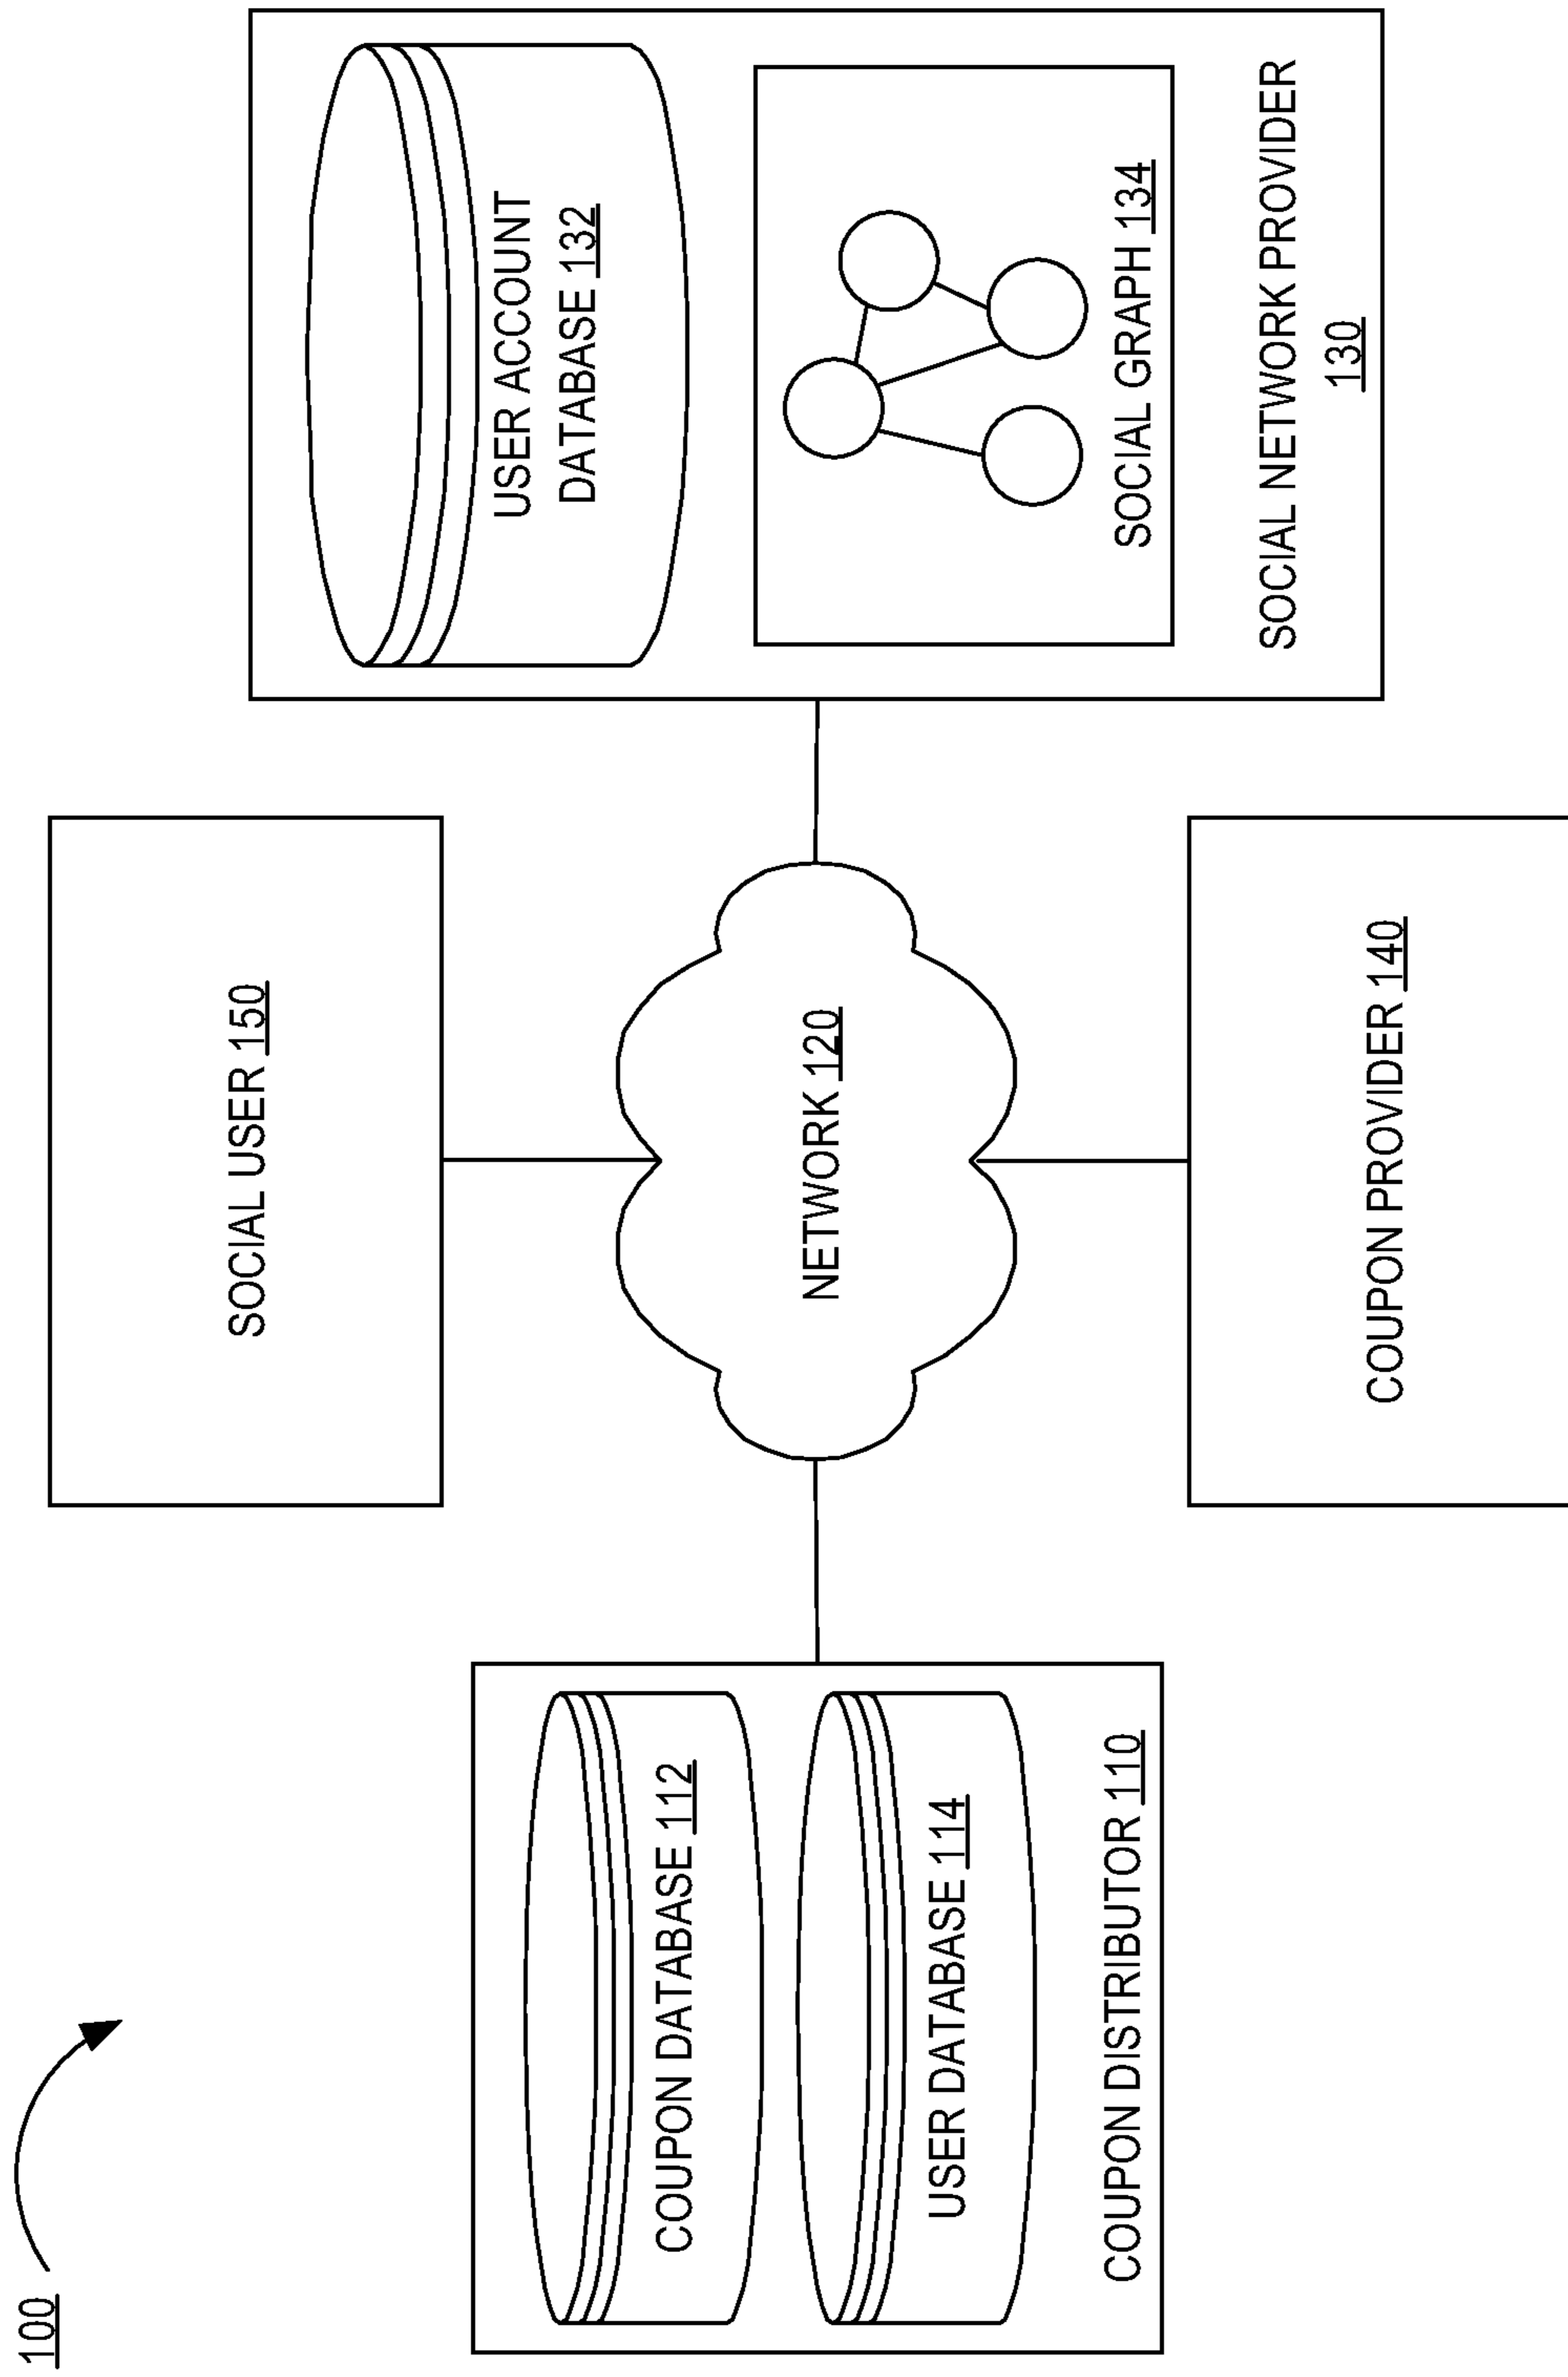 100
SOCIAL USER 150
COUPON DATABASE 112
USER DATABASE 114
COUPON DISTRIBUTOR 110
NETWORK 120
USER ACCOUNT
DATABASE 132
SOCIAL GRAPH 134
SOCIAL NETWORK PROVIDER
130
COUPON PROVIDER 140